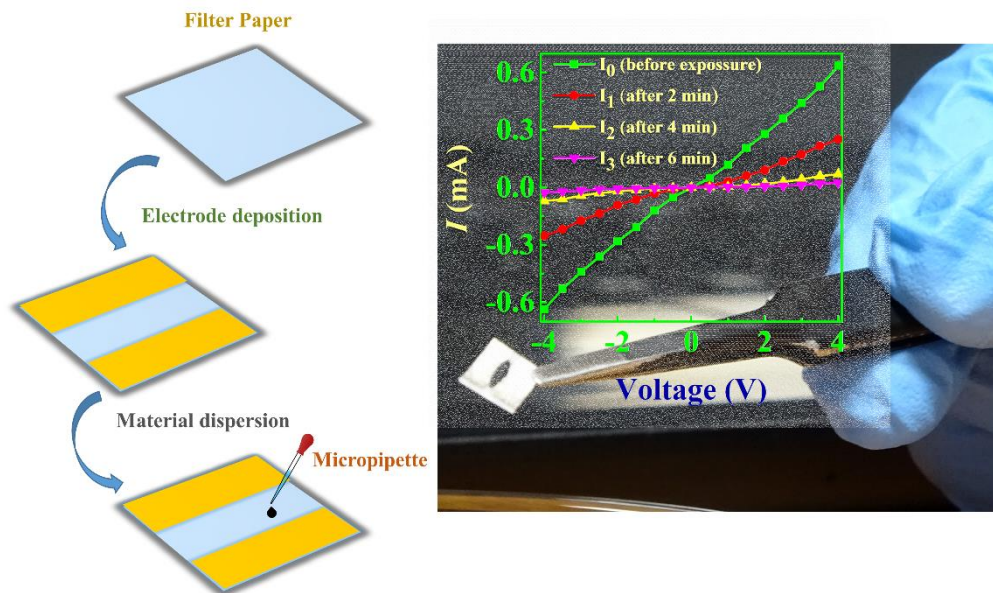 Filter Paper
Electrode deposition
Material dispersion
Micropipette
I0 (before expossure)
I1 (after 2 min)
I2 (after 4 min)
I3 (after 6 min)
0.6
0.3
0.0
-0.3
-0.6
I (mA)
-4 -2 0 2 4
Voltage (V)